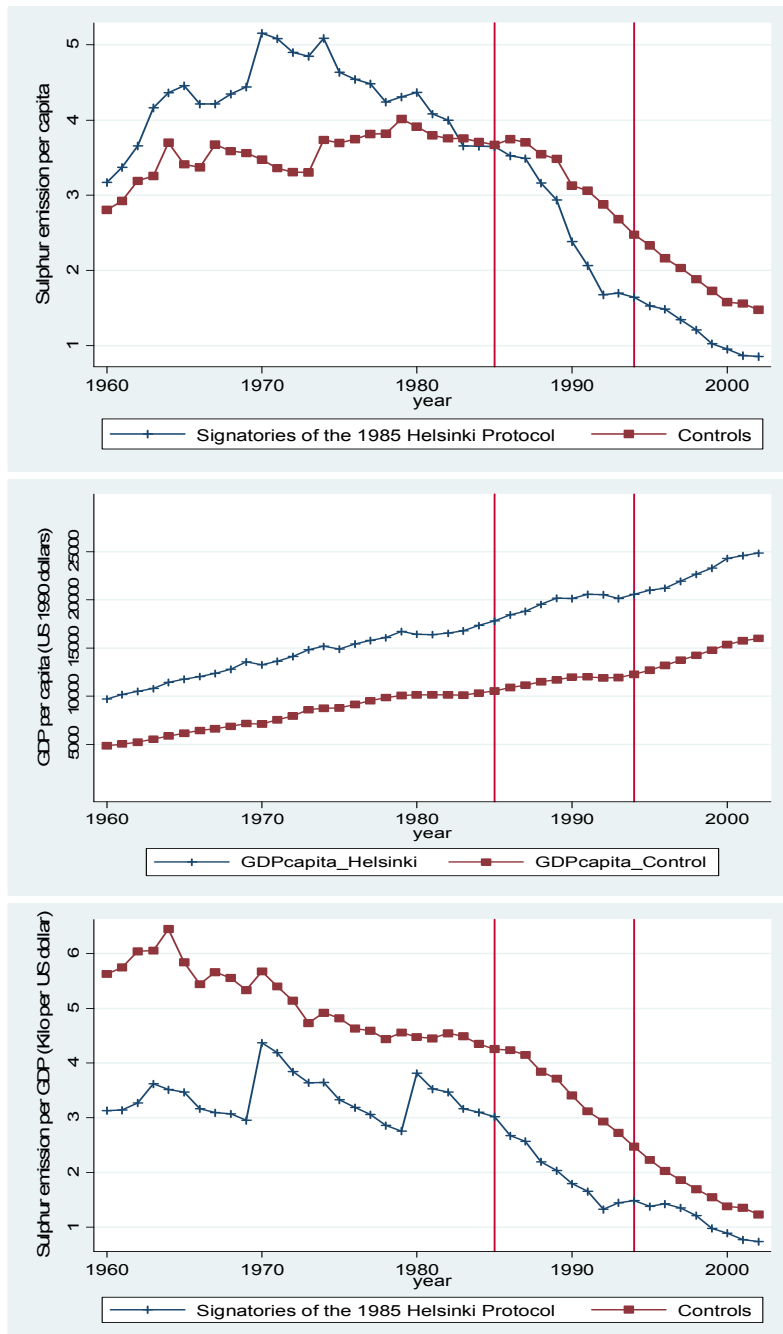 Sulphur emission per capita
5
4
3
2
1
1960 1970 1980 1990 2000
year
Signatories of the 1985 Helsinki Protocol Controls
GDP per capita (US 1990 dollars)
25000
20000
15000
10000
5000
1960 1970 1980 1990 2000
year
GDPcapita_Helsinki GDPcapita_Control
Sulphur emission per GDP (Kilo per US dollar)
6
5
4
3
2
1
1960 1970 1980 1990 2000
year
Signatories of the 1985 Helsinki Protocol Controls